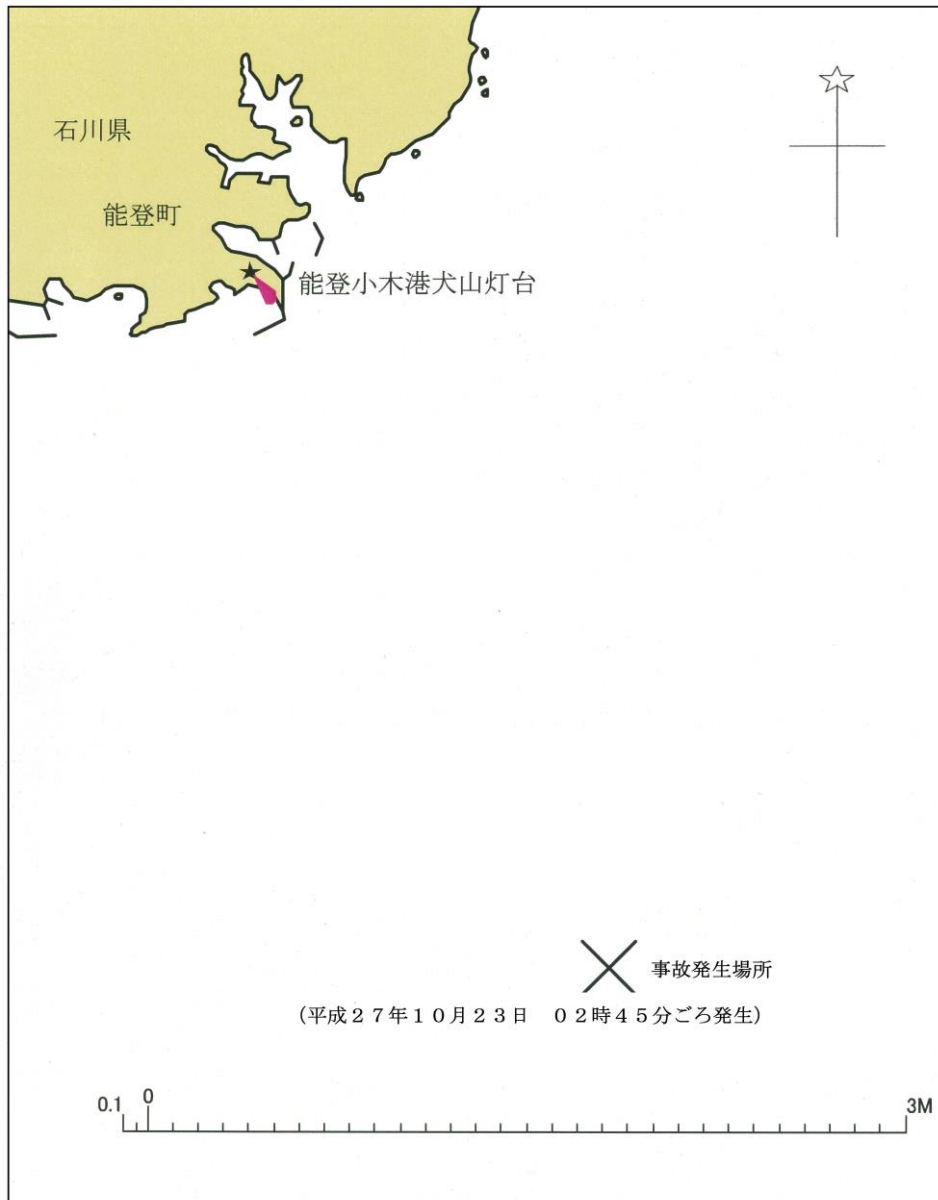 石川県
能登町
能登小木港犬山灯台
事故発生場所
（平成２７年１０月２３日　０２時４５分ごろ発生）
0.1 0 3M